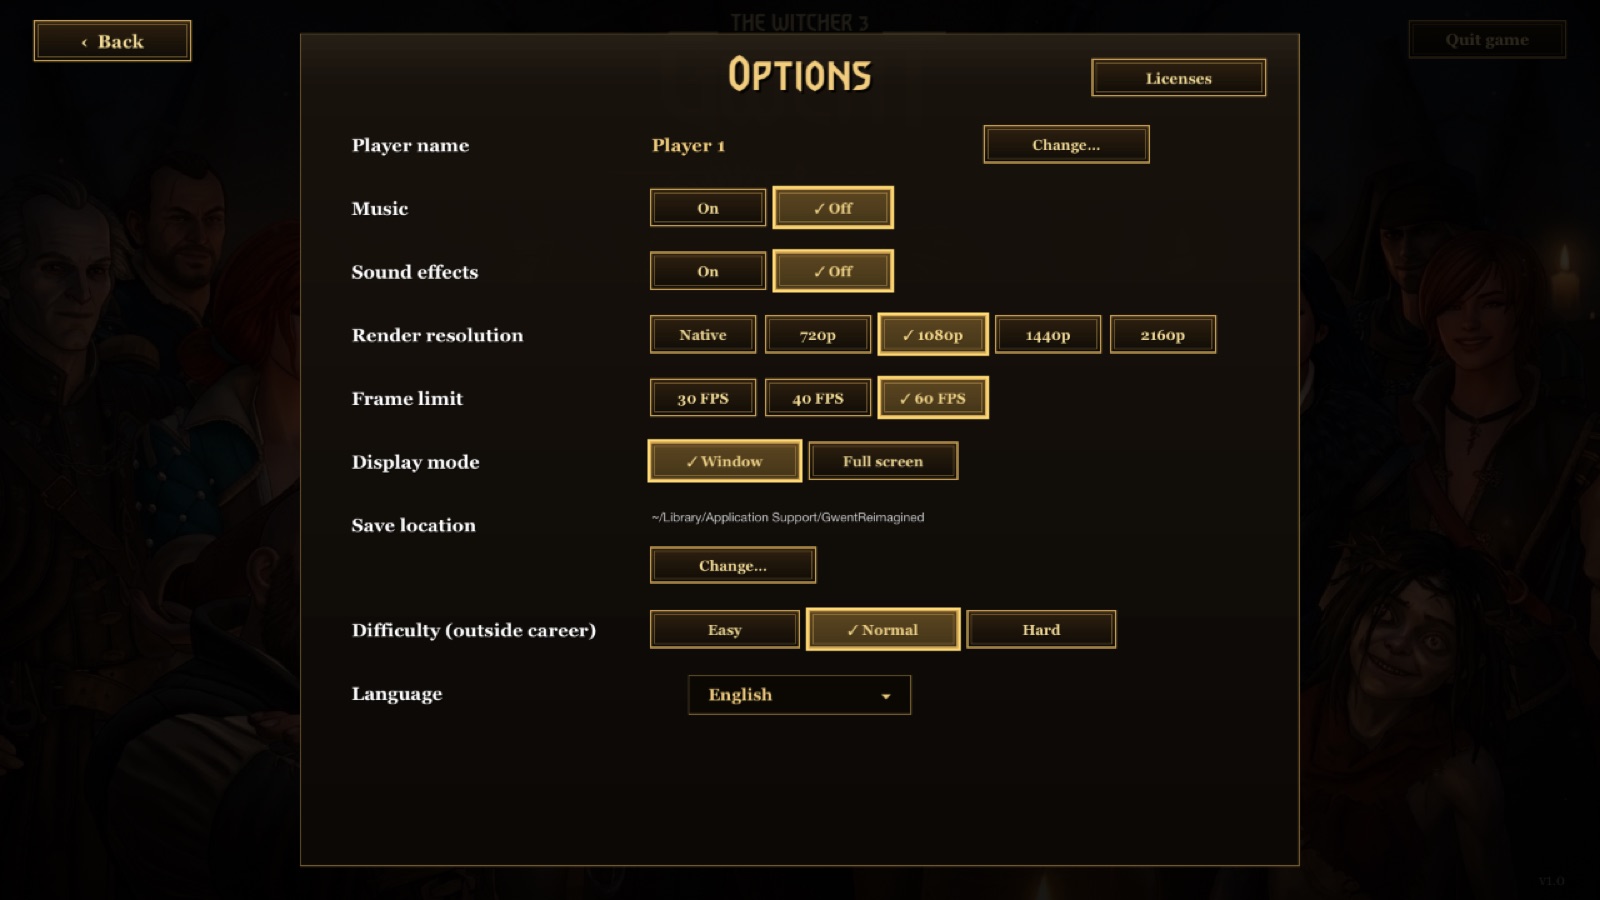 THE WITCHER 3
‹ Back
Quit game
Options
Licenses
Player name Player 1 Change...
Music On ✓ Off
Sound effects On ✓ Off
Render resolution Native 720p ✓ 1080p 1440p 2160p
Frame limit 30 FPS 40 FPS ✓ 60 FPS
Display mode ✓ Window Full screen
Save location ~/Library/Application Support/GwentReimagined
Change...
Difficulty (outside career) Easy ✓ Normal Hard
Language English
v1.0